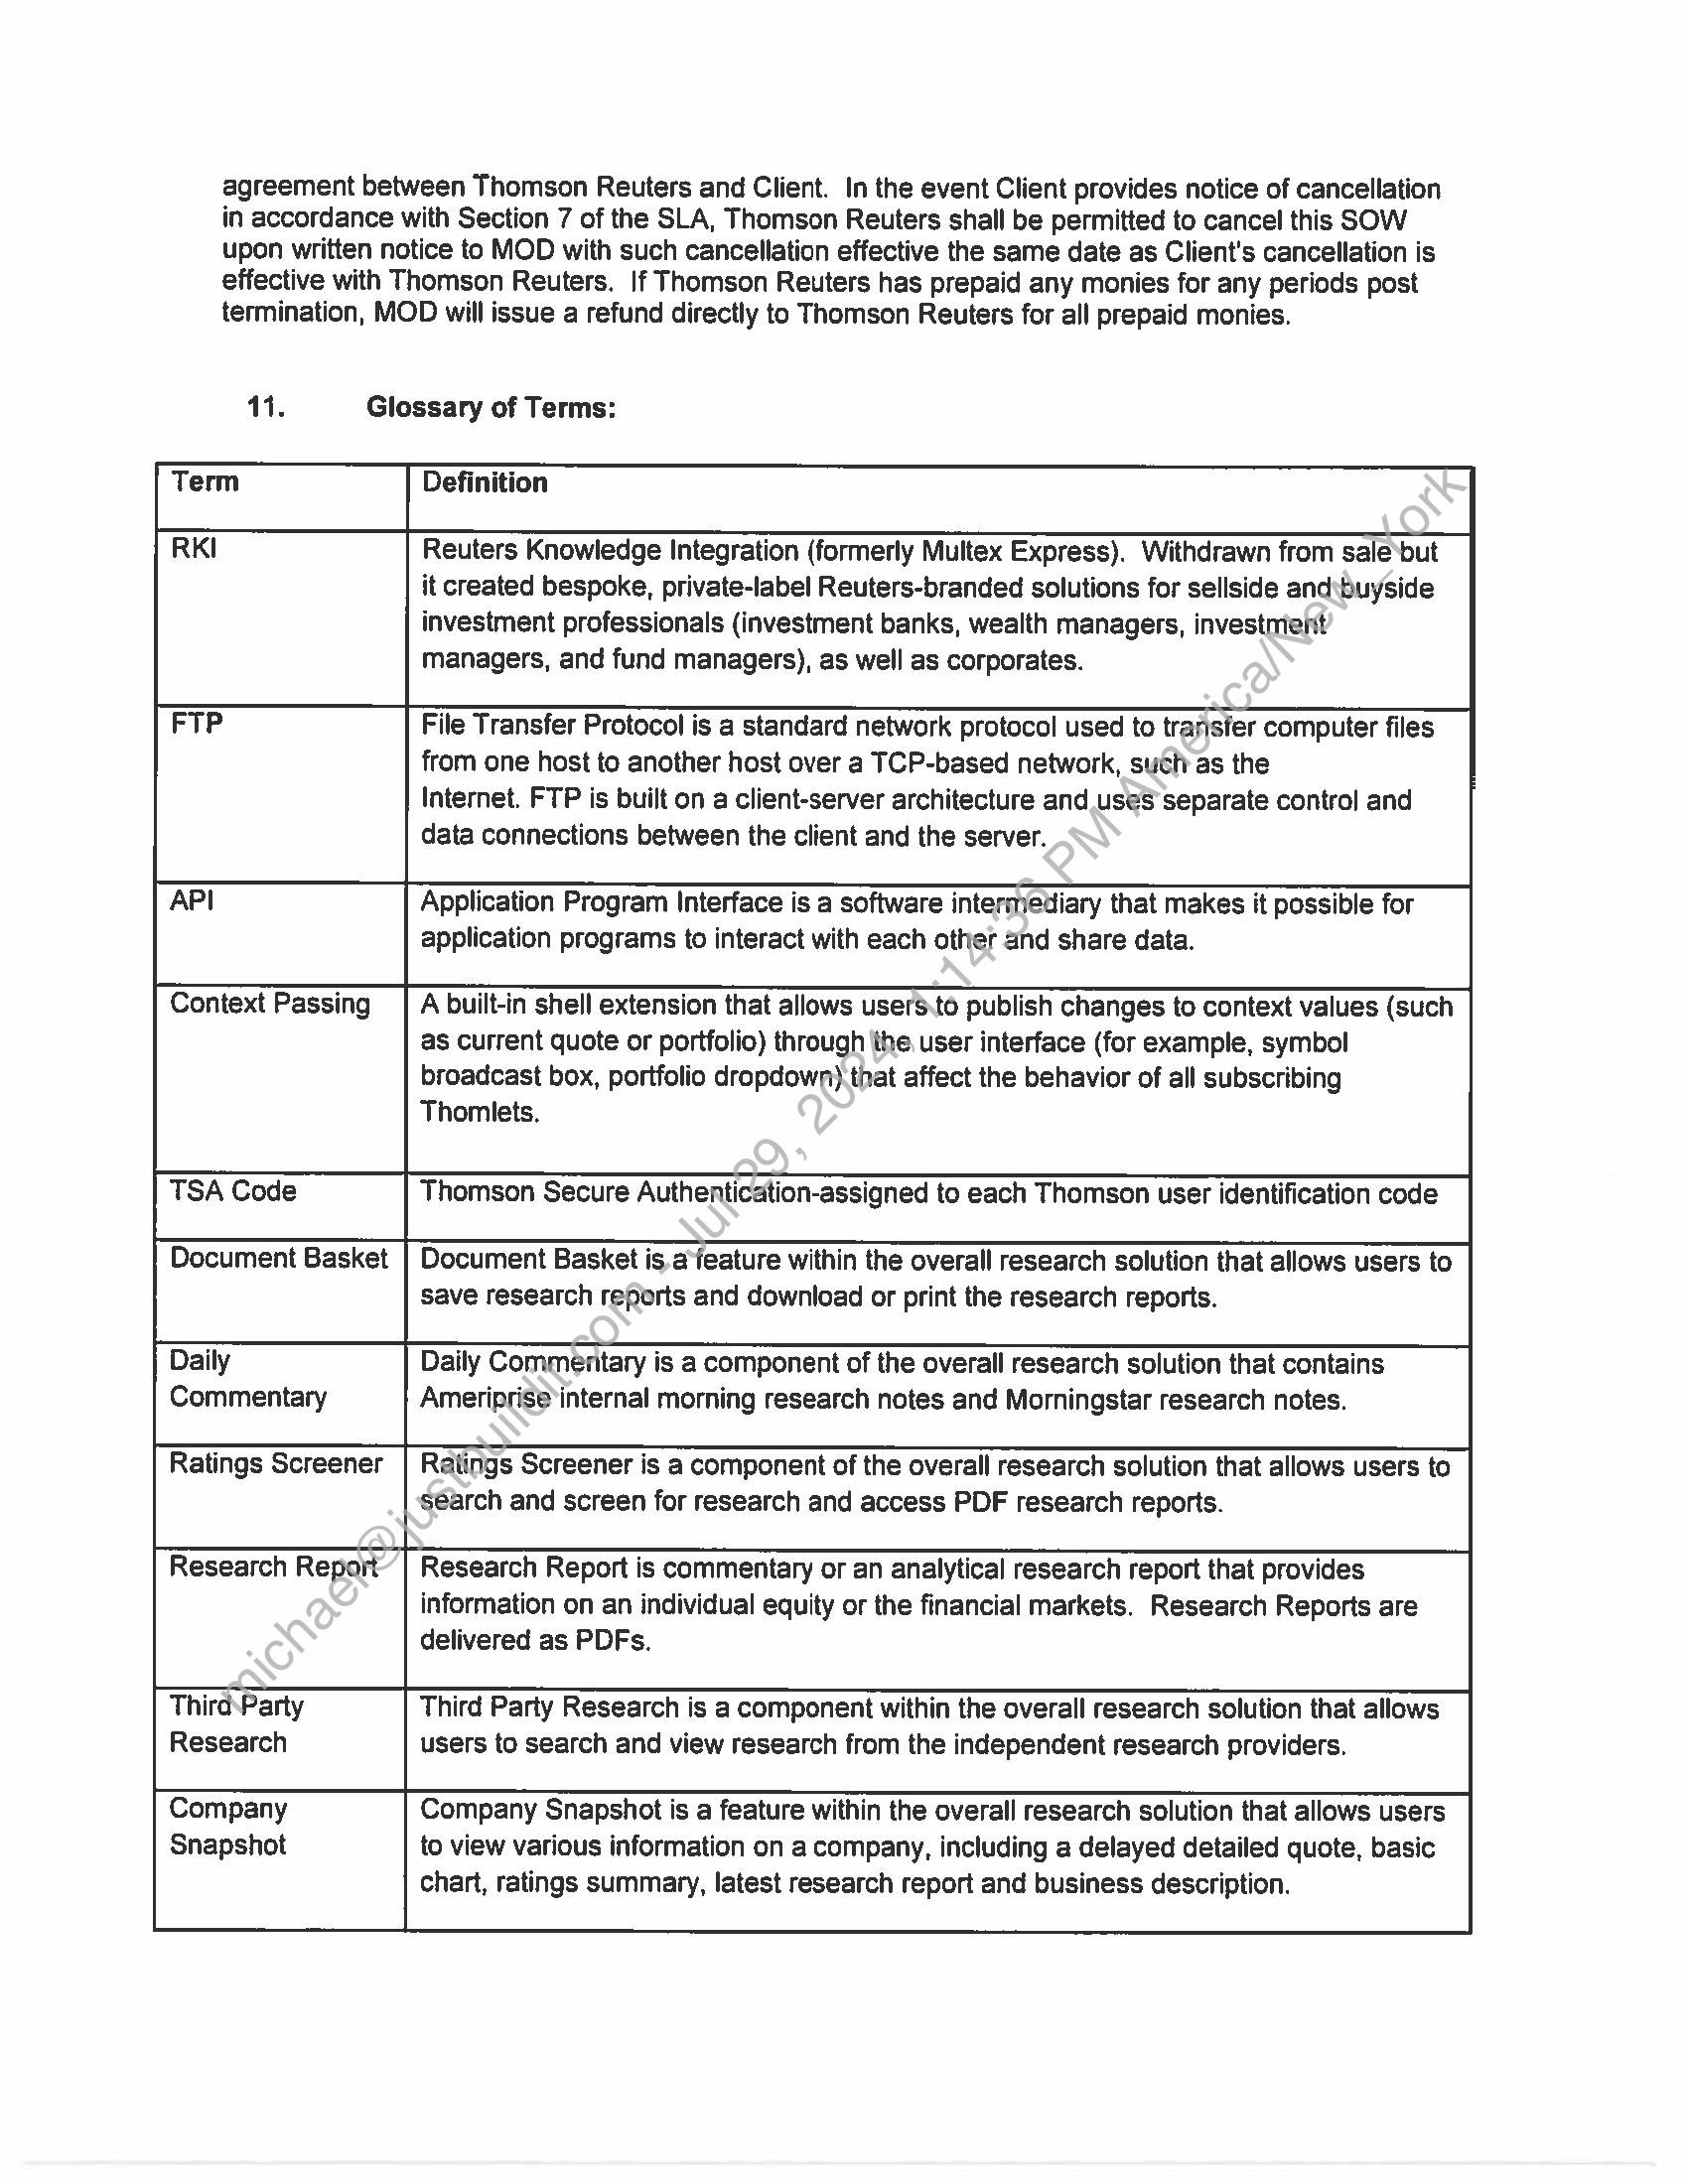 agreement between Thomson Reuters and Client. In the event Client provides notice of cancellation
in accordance with Section 7 of the SLA, Thomson Reuters shall be permitted to cancel this SOW
upon written notice to MOD with such cancellation effective the same date as Client's cancellation is
effective with Thomson Reuters. If Thomson Reuters has prepaid any monies for any periods post
termination, MOD will issue a refund directly to Thomson Reuters for all prepaid monies.
11. Glossary of Terms:
Term
Definition
RKI
Reuters Knowledge Integration (formerly Multex Express). Withdrawn from sale but
it created bespoke, private-label Reuters-branded solutions for sellside and buyside
investment professionals (investment banks, wealth managers, investment
managers, and fund managers), as well as corporates.
FTP
File Transfer Protocol is a standard network protocol used to transfer computer files
from one host to another host over a TCP-based network, such as the
Internet. FTP is built on a client-server architecture and uses separate control and
data connections between the client and the server.
API
Application Program Interface is a software intermediary that makes it possible for
application programs to interact with each other and share data.
Context Passing
A built-in shell extension that allows users to publish changes to context values (such
as current quote or portfolio) through the user interface (for example, symbol
broadcast box, portfolio dropdown) that affect the behavior of all subscribing
Thomlets.
TSA Code
Thomson Secure Authentication-assigned to each Thomson user identification code
Document Basket
Document Basket is a feature within the overall research solution that allows users to
save research reports and download or print the research reports.
Daily
Commentary
Daily Commentary is a component of the overall research solution that contains
Ameriprise internal morning research notes and Morningstar research notes.
Ratings Screener
Ratings Screener is a component of the overall research solution that allows users to
search and screen for research and access PDF research reports.
Research Report
Research Report is commentary or an analytical research report that provides
information on an individual equity or the financial markets. Research Reports are
delivered as PDFs.
Third Party
Research
Third Party Research is a component within the overall research solution that allows
users to search and view research from the independent research providers.
Company
Snapshot
Company Snapshot is a feature within the overall research solution that allows users
to view various information on a company, including a delayed detailed quote, basic
chart, ratings summary, latest research report and business description.
michael@justbuildit.com - Jul 29, 2024, 1:14:36 PM America/New_York